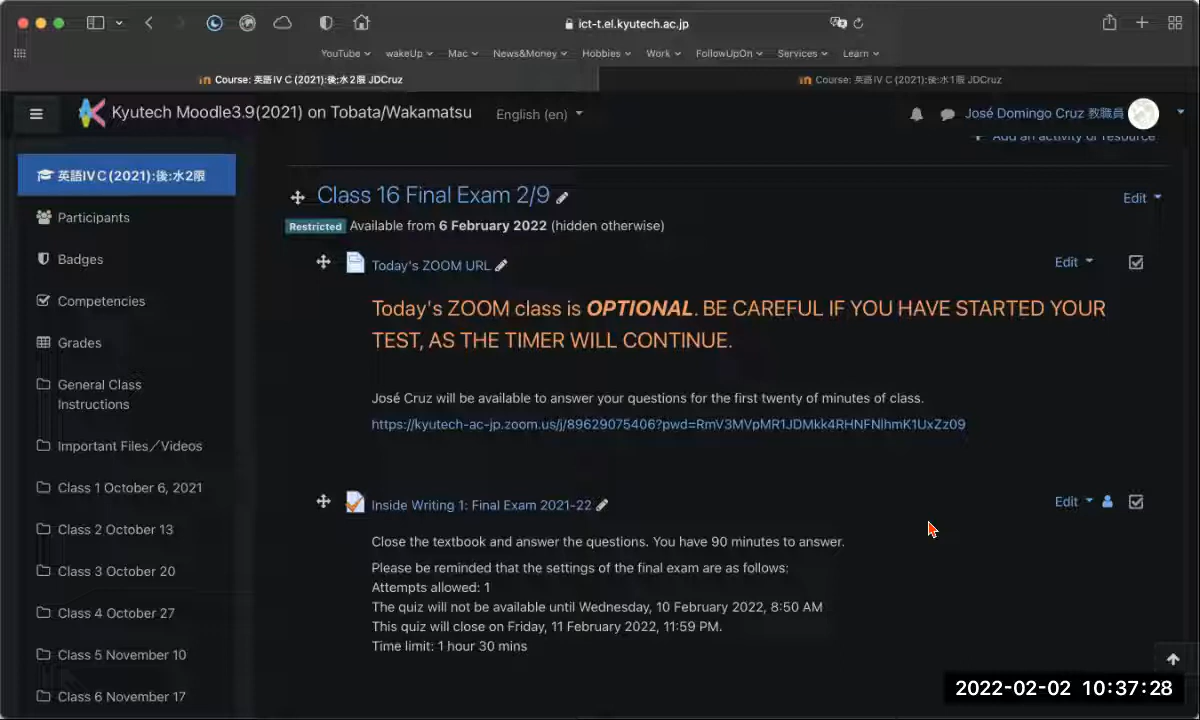 ict-t.el.kyutech.ac.jp
YouTube wakeUp Mac News&Money Hobbies Work FollowUpOn Services Learn
Course: 英語Ⅳ C (2021):後:水2限 JDCruz
Course: 英語Ⅳ C (2021):後:水1限 JDCruz
Kyutech Moodle3.9(2021) on Tobata/Wakamatsu
English (en)
José Domingo Cruz 教職員
Add an activity or resource
英語Ⅳ C (2021):後:水2限
Participants
Badges
Competencies
Grades
General Class
Instructions
Important Files／Videos
Class 1 October 6, 2021
Class 2 October 13
Class 3 October 20
Class 4 October 27
Class 5 November 10
Class 6 November 17
Class 16 Final Exam 2/9
Edit
Restricted Available from 6 February 2022 (hidden otherwise)
Today's ZOOM URL
Edit
Today's ZOOM class is OPTIONAL. BE CAREFUL IF YOU HAVE STARTED YOUR
TEST, AS THE TIMER WILL CONTINUE.
José Cruz will be available to answer your questions for the first twenty of minutes of class.
https://kyutech-ac-jp.zoom.us/j/89629075406?pwd=RmV3MVpMR1JDMkk4RHNFNlhmK1UxZz09
Inside Writing 1: Final Exam 2021-22
Edit
Close the textbook and answer the questions. You have 90 minutes to answer.
Please be reminded that the settings of the final exam are as follows:
Attempts allowed: 1
The quiz will not be available until Wednesday, 10 February 2022, 8:50 AM
This quiz will close on Friday, 11 February 2022, 11:59 PM.
Time limit: 1 hour 30 mins
2022-02-02 10:37:28